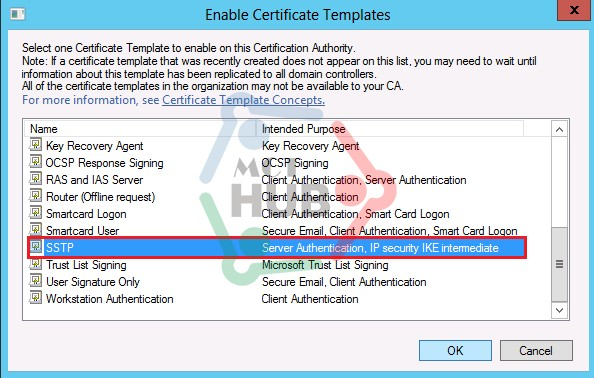 Enable Certificate Templates
x
Select one Certificate Template to enable on this Certification Authority.
Note: If a certificate template that was recently created does not appear on this list, you may need to wait until
information about this template has been replicated to all domain controllers.
All of the certificate templates in the organization may not be available to your CA.
For more information, see Certificate Template Concepts.
Name Intended Purpose
Key Recovery Agent Key Recovery Agent
OCSP Response Signing OCSP Signing
RAS and IAS Server Client Authentication, Server Authentication
Router (Offline request) Client Authentication
Smartcard Logon Client Authentication, Smart Card Logon
Smartcard User Secure Email, Client Authentication, Smart Card Logon
SSTP Server Authentication, IP security IKE intermediate
Trust List Signing Microsoft Trust List Signing
User Signature Only Secure Email, Client Authentication
Workstation Authentication Client Authentication
OK Cancel
HUB